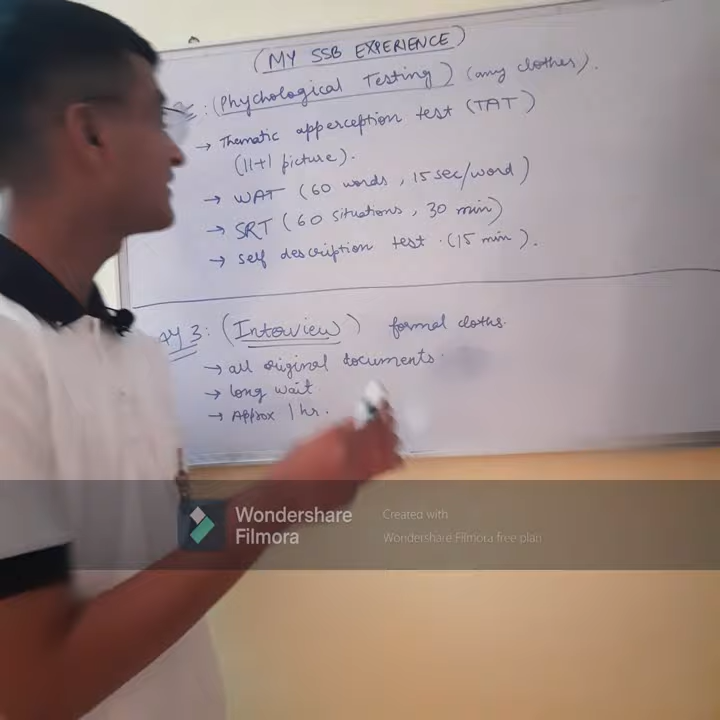 (MY SSB EXPERIENCE)
: (Phychological Testing) (any clothes).
→ Thematic apperception test (TAT)
(11+1 picture).
→ WAT (60 words, 15 sec/word)
→ SRT (60 situations, 30 min)
→ self description test. (15 min).
3: (Interview) formal cloths.
→ all original documents.
→ long wait.
→ Approx 1 hr.
Wondershare
Filmora
Created with
Wondershare Filmora free plan